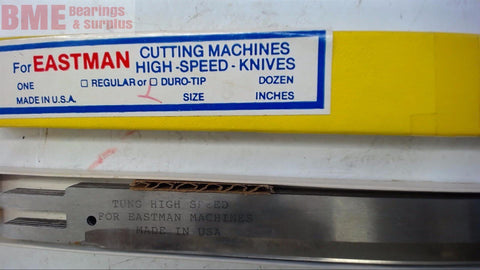 BME Bearings
& Surplus
For EASTMAN CUTTING MACHINES
HIGH-SPEED-KNIVES
ONE □ REGULAR or □ DURO-TIP DOZEN
MADE IN U.S.A. SIZE INCHES
TUNG HIGH SPEED
FOR EASTMAN MACHINES
MADE IN USA